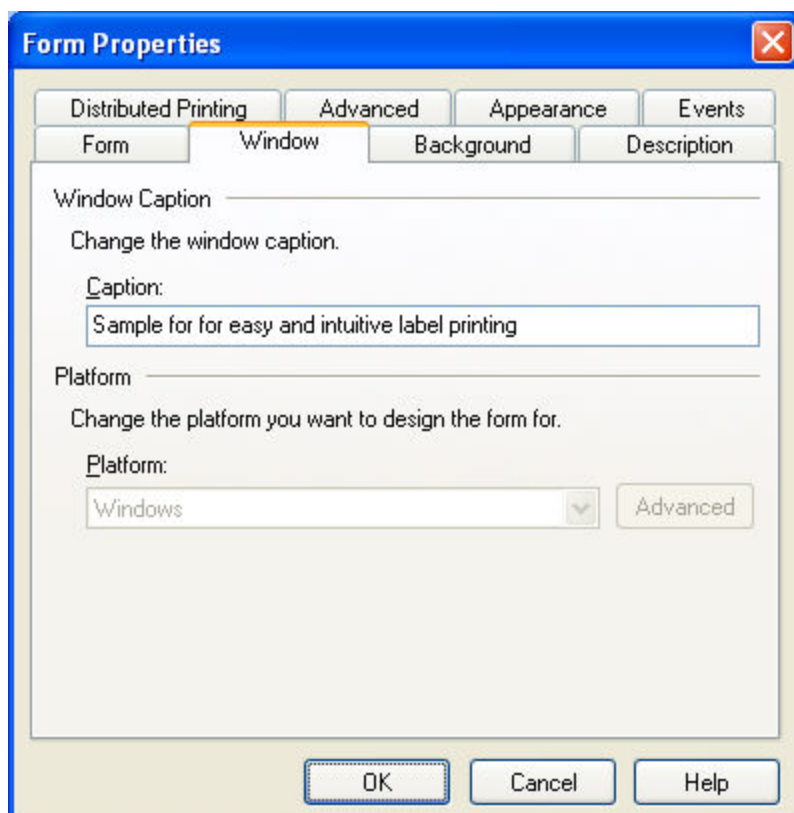 Form Properties
Distributed Printing Advanced Appearance Events
Form Window Background Description
Window Caption
Change the window caption.
Caption:
Sample for for easy and intuitive label printing
Platform
Change the platform you want to design the form for.
Platform:
Windows Advanced
OK Cancel Help